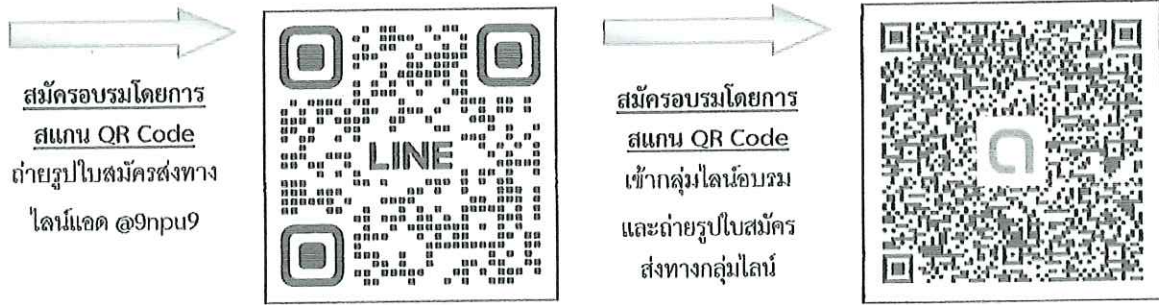 สมัครอบรมโดยการ
สแกน QR Code
ถ่ายรูปใบสมัครส่งทาง
ไลน์แอด @9npu9
LINE
สมัครอบรมโดยการ
สแกน QR Code
เข้ากลุ่มไลน์อบรม
และถ่ายรูปใบสมัคร
ส่งทางกลุ่มไลน์